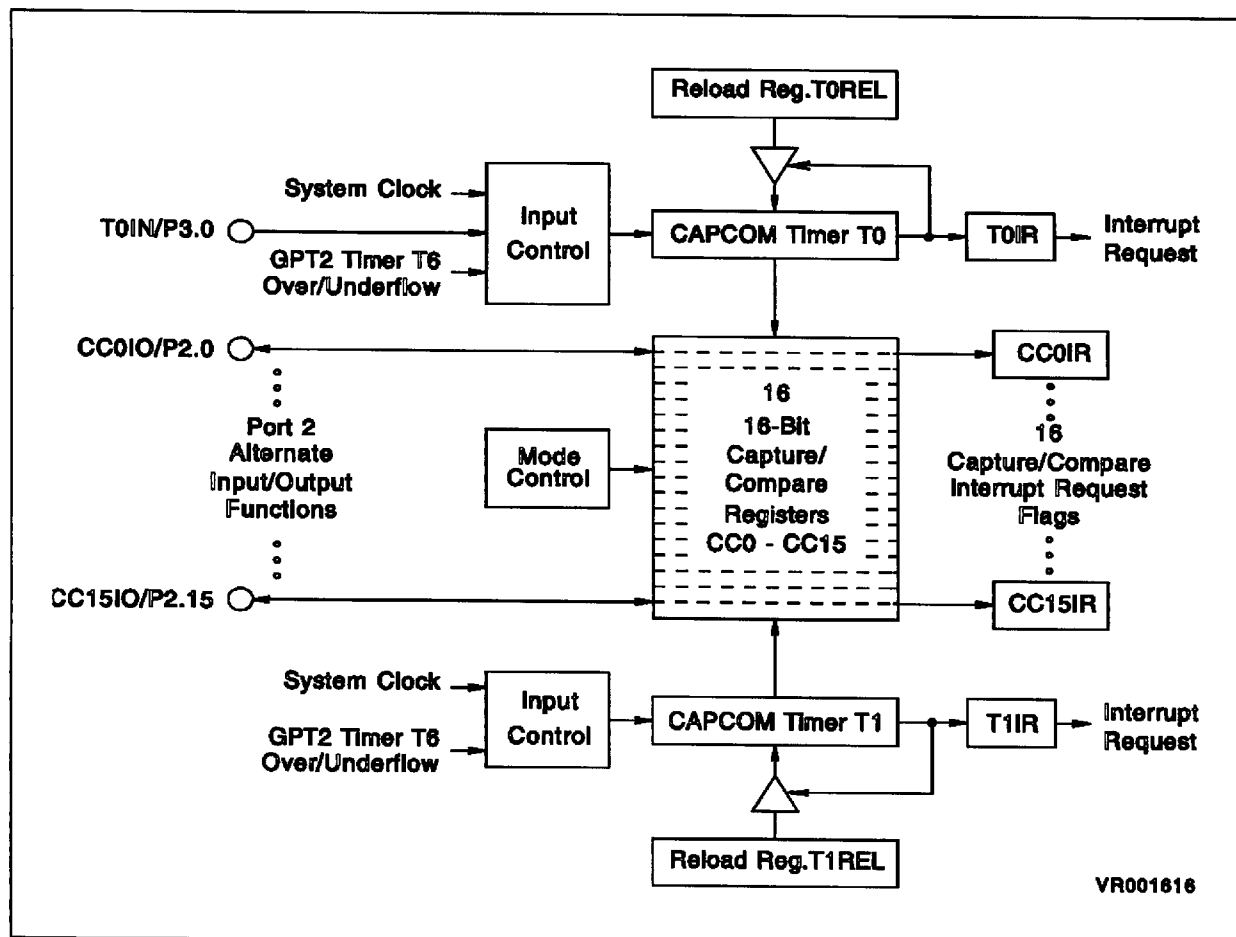 Reload Reg.T0REL
System Clock
T0IN/P3.0
GPT2 Timer T6
Over/Underflow
Input
Control
CAPCOM Timer T0
T0IR
Interrupt
Request
CC0IO/P2.0
Port 2
Alternate
Input/Output
Functions
CC15IO/P2.15
Mode
Control
16
16-Bit
Capture/
Compare
Registers
CC0 - CC15
CC0IR
16
Capture/Compare
Interrupt Request
Flags
CC15IR
System Clock
GPT2 Timer T6
Over/Underflow
Input
Control
CAPCOM Timer T1
T1IR
Interrupt
Request
Reload Reg.T1REL
VR001616